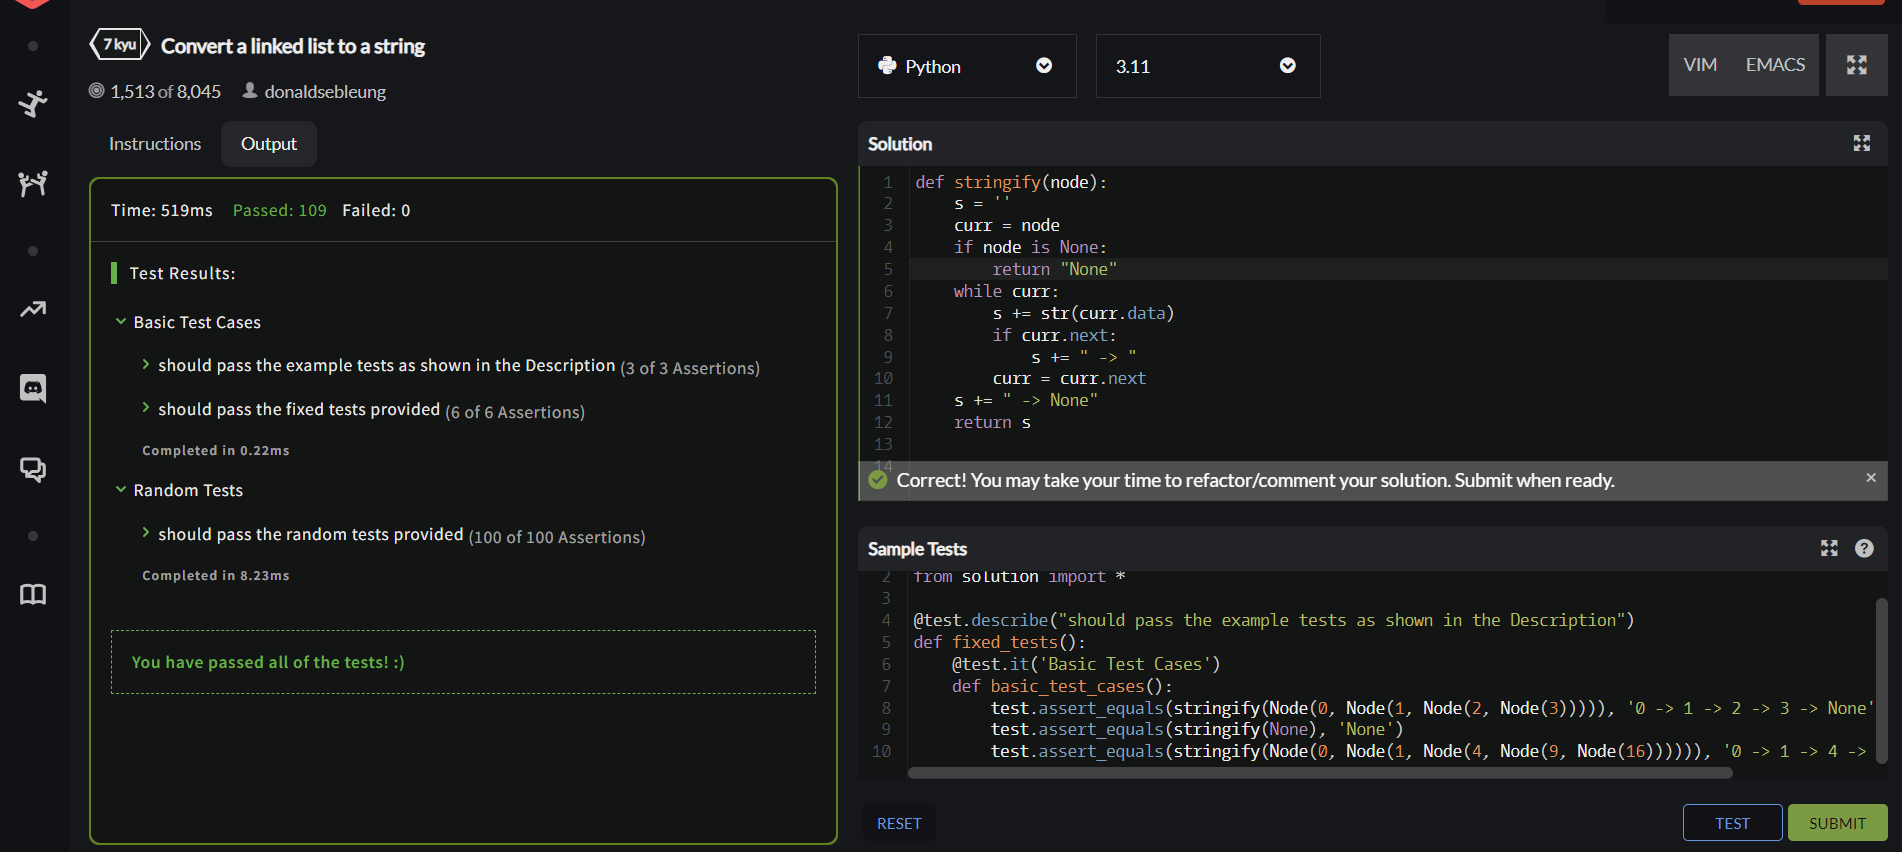 7 kyu Convert a linked list to a string
1,513 of 8,045 donaldsebleung
Instructions Output
Time: 519ms Passed: 109 Failed: 0
Test Results:
Basic Test Cases
should pass the example tests as shown in the Description (3 of 3 Assertions)
should pass the fixed tests provided (6 of 6 Assertions)
Completed in 0.22ms
Random Tests
should pass the random tests provided (100 of 100 Assertions)
Completed in 8.23ms
You have passed all of the tests! :)
Python 3.11 VIM EMACS
Solution
1 def stringify(node):
2     s = ''
3     curr = node
4     if node is None:
5         return "None"
6     while curr:
7         s += str(curr.data)
8         if curr.next:
9             s += " -> "
10         curr = curr.next
11     s += " -> None"
12     return s
13
14
Correct! You may take your time to refactor/comment your solution. Submit when ready. ×
Sample Tests ?
2 from solution import *
3
4 @test.describe("should pass the example tests as shown in the Description")
5 def fixed_tests():
6     @test.it('Basic Test Cases')
7     def basic_test_cases():
8         test.assert_equals(stringify(Node(0, Node(1, Node(2, Node(3))))), '0 -> 1 -> 2 -> 3 -> None'
9         test.assert_equals(stringify(None), 'None')
10         test.assert_equals(stringify(Node(0, Node(1, Node(4, Node(9, Node(16)))))), '0 -> 1 -> 4 ->
RESET TEST SUBMIT